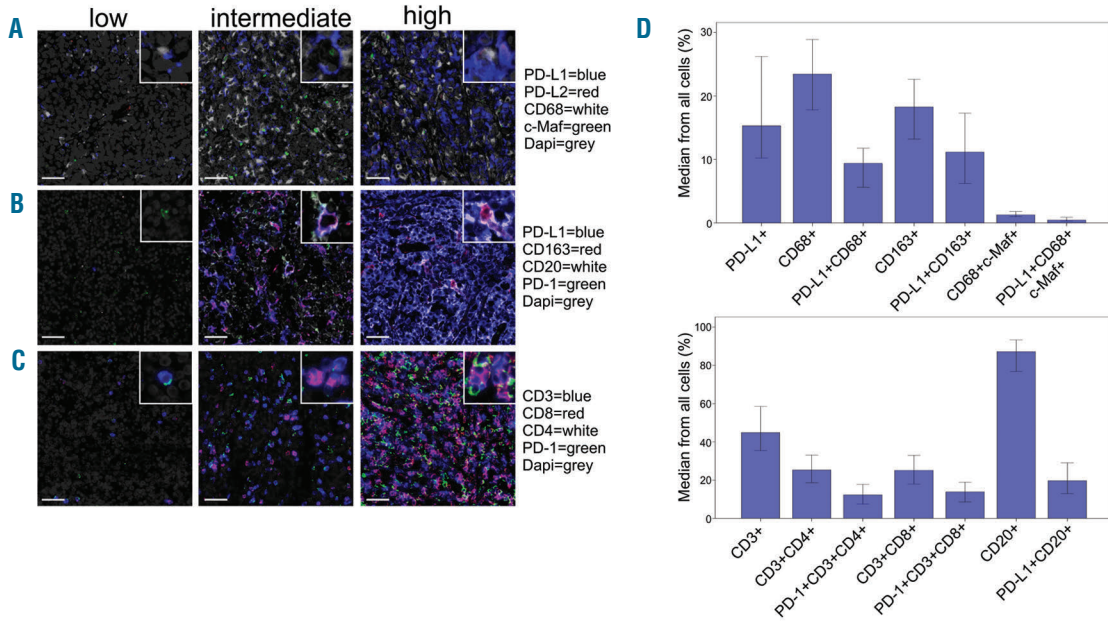 low intermediate high
A
PD-L1=blue
PD-L2=red
CD68=white
c-Maf=green
Dapi=grey
B
PD-L1=blue
CD163=red
CD20=white
PD-1=green
Dapi=grey
C
CD3=blue
CD8=red
CD4=white
PD-1=green
Dapi=grey
D
Median from all cells (%)
30
20
10
0
PD-L1+
CD68+
PD-L1+CD68+
CD163+
PD-L1+CD163+
CD68+c-Maf+
PD-L1+CD68+
c-Maf+
Median from all cells (%)
100
80
60
40
20
0
CD3+
CD3+CD4+
PD-1+CD3+CD4+
CD3+CD8+
PD-1+CD3+CD8+
CD20+
PD-L1+CD20+